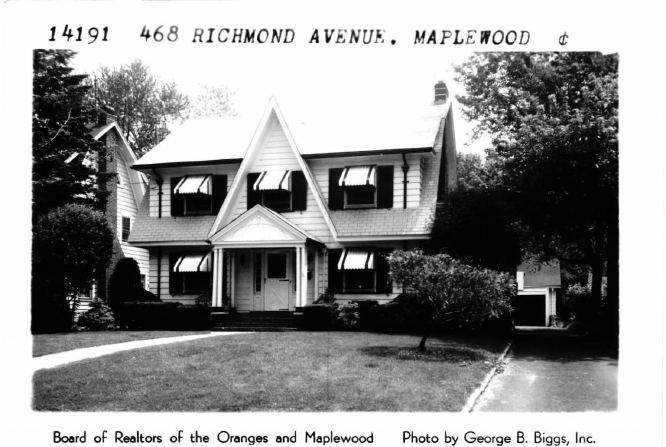 14191 468 RICHMOND AVENUE. MAPLEWOOD ¢
Board of Realtors of the Oranges and Maplewood Photo by George B. Biggs, Inc.